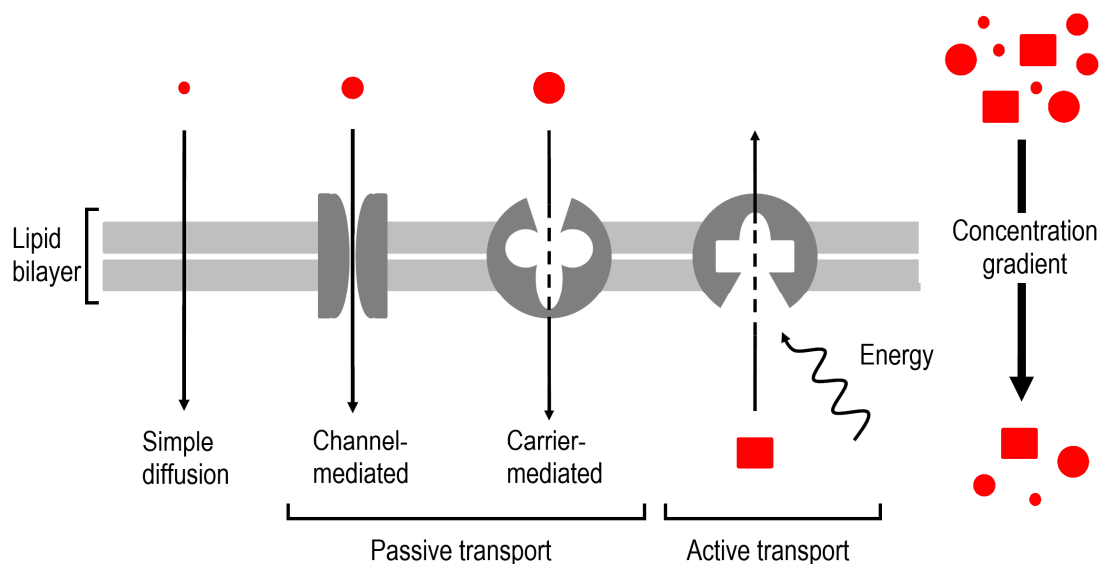 Lipid
bilayer
Simple
diffusion
Channel-
mediated
Carrier-
mediated
Energy
Concentration
gradient
Passive transport
Active transport